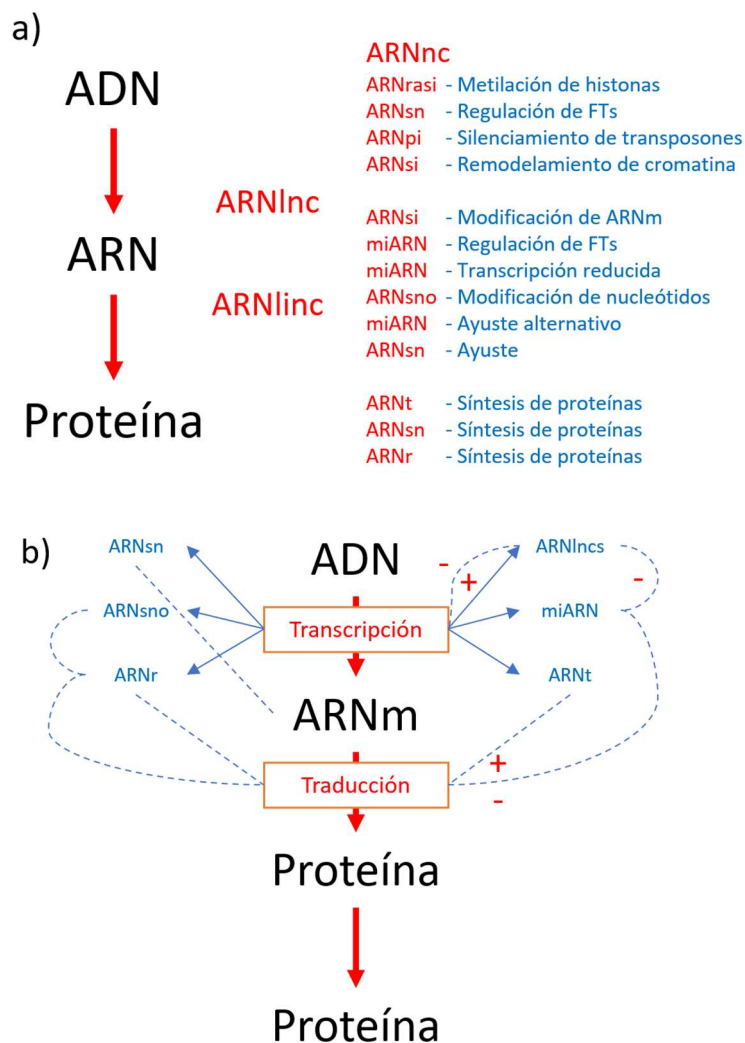 a)
ADN
ARN
Proteína
ARNlnc
ARNlinc
ARNnc
ARNrasi - Metilación de histonas
ARNsn - Regulación de FTs
ARNpi - Silenciamiento de transposones
ARNsi - Remodelamiento de cromatina
ARNsi - Modificación de ARNm
miARN - Regulación de FTs
miARN - Transcripción reducida
ARNsno - Modificación de nucleótidos
miARN - Ayuste alternativo
ARNsn - Ayuste
ARNt - Síntesis de proteínas
ARNsn - Síntesis de proteínas
ARNr - Síntesis de proteínas
b)
ARNsn
ADN
ARNlncs
-
+
-
ARNsno
Transcripción
miARN
ARNr
ARNt
ARNm
+
Traducción
-
Proteína
Proteína